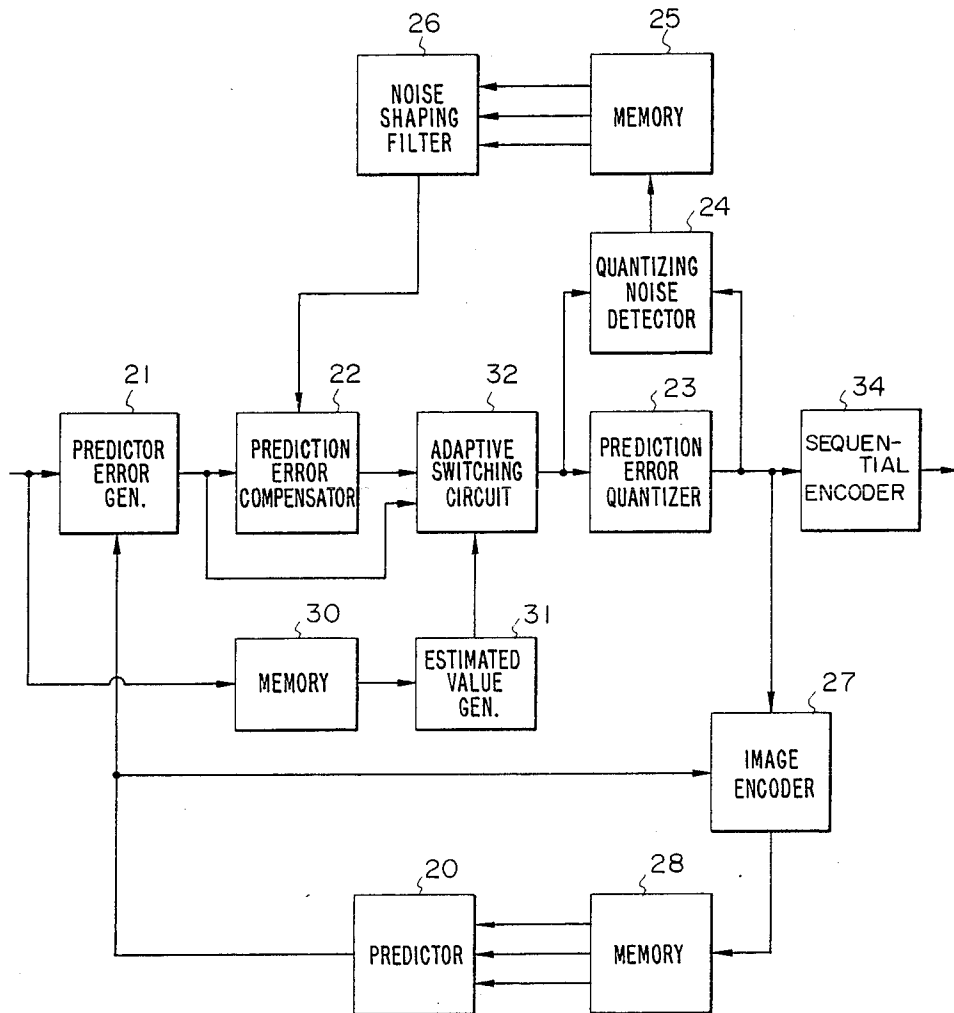 26
NOISE
SHAPING
FILTER
25
MEMORY
24
QUANTIZING
NOISE
DETECTOR
21
PREDICTOR
ERROR
GEN.
22
PREDICTION
ERROR
COMPENSATOR
32
ADAPTIVE
SWITCHING
CIRCUIT
23
PREDICTION
ERROR
QUANTIZER
34
SEQUEN-
TIAL
ENCODER
30
MEMORY
31
ESTIMATED
VALUE
GEN.
27
IMAGE
ENCODER
20
PREDICTOR
28
MEMORY